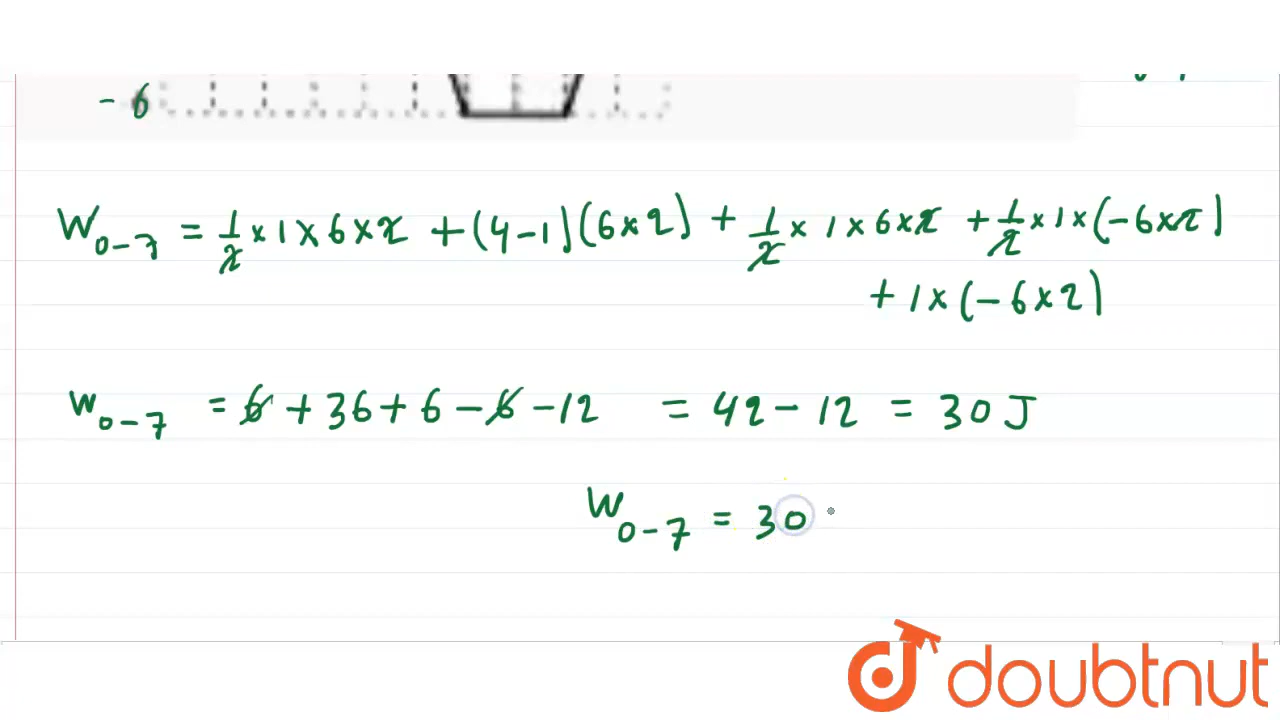 - 6
W₀₋₇ = 1/2 × 1 × 6 × 2 + (4-1)(6×2) + 1/2 × 1 × 6 × 2 + 1/2 × 1 × (-6×2)
+ 1 × (-6 × 2)
W₀₋₇ = 6 + 36 + 6 - 6 - 12 = 42 - 12 = 30 J
W₀₋₇ = 30
doubtnut